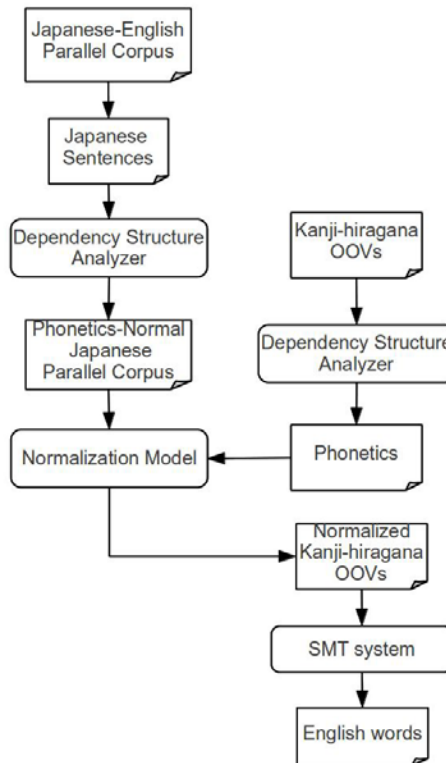 Japanese-English
Parallel Corpus
Japanese
Sentences
Dependency Structure
Analyzer
Phonetics-Normal
Japanese
Parallel Corpus
Normalization Model
Kanji-hiragana
OOVs
Dependency Structure
Analyzer
Phonetics
Normalized
Kanji-hiragana
OOVs
SMT system
English words